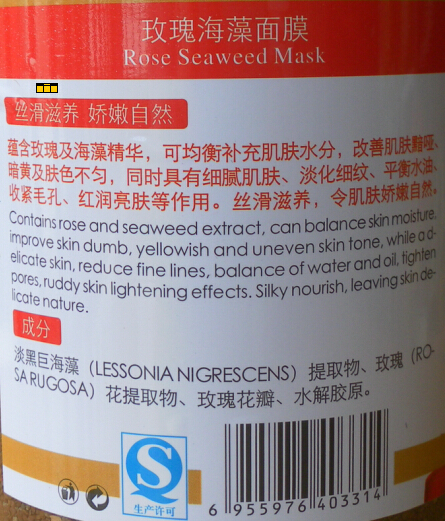 玫瑰海藻面膜
Rose Seaweed Mask
丝滑滋养 娇嫩自然
蕴含玫瑰及海藻精华，可均衡补充肌肤水分，改善肌肤黯哑、
暗黄及肤色不匀，同时具有细腻肌肤、淡化细纹、平衡水油、
收紧毛孔、红润亮肤等作用。丝滑滋养，令肌肤娇嫩自然。
Contains rose and seaweed extract, can balance skin moisture,
improve skin dumb, yellowish and uneven skin tone, while a d-
elicate skin, reduce fine lines, balance of water and oil, tighten
pores, ruddy skin lightening effects. Silky nourish, leaving skin de-
licate nature.
成分
淡黑巨海藻（LESSONIA NIGRESCENS）提取物、玫瑰（RO-
SA RUGOSA）花提取物、玫瑰花瓣、水解胶原。
生产许可
6 955976 403314